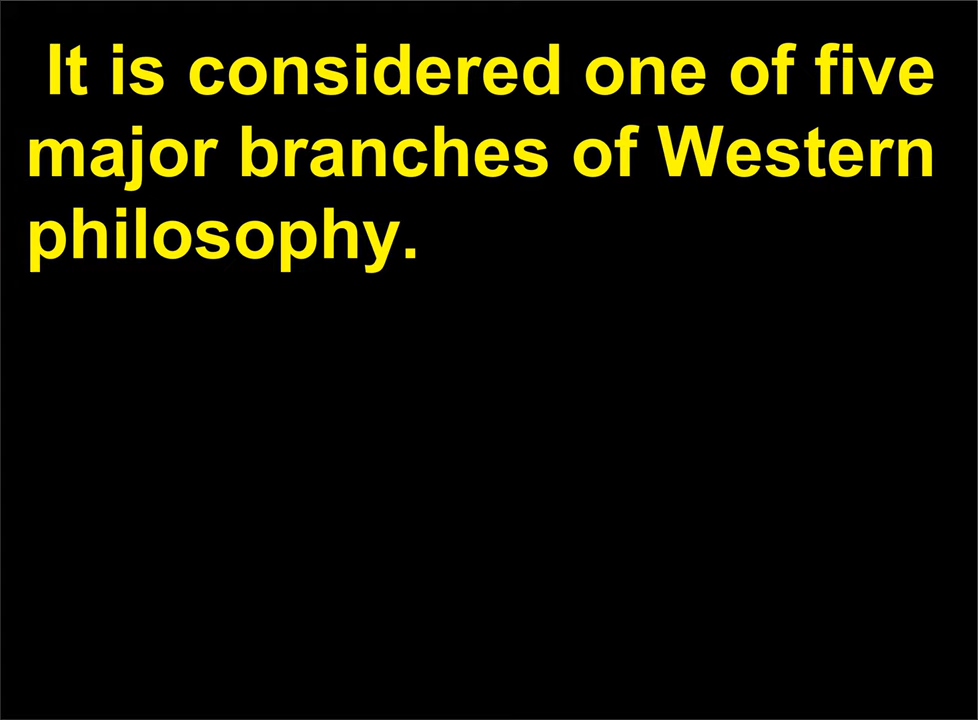 It is considered one of five
major branches of Western
philosophy.